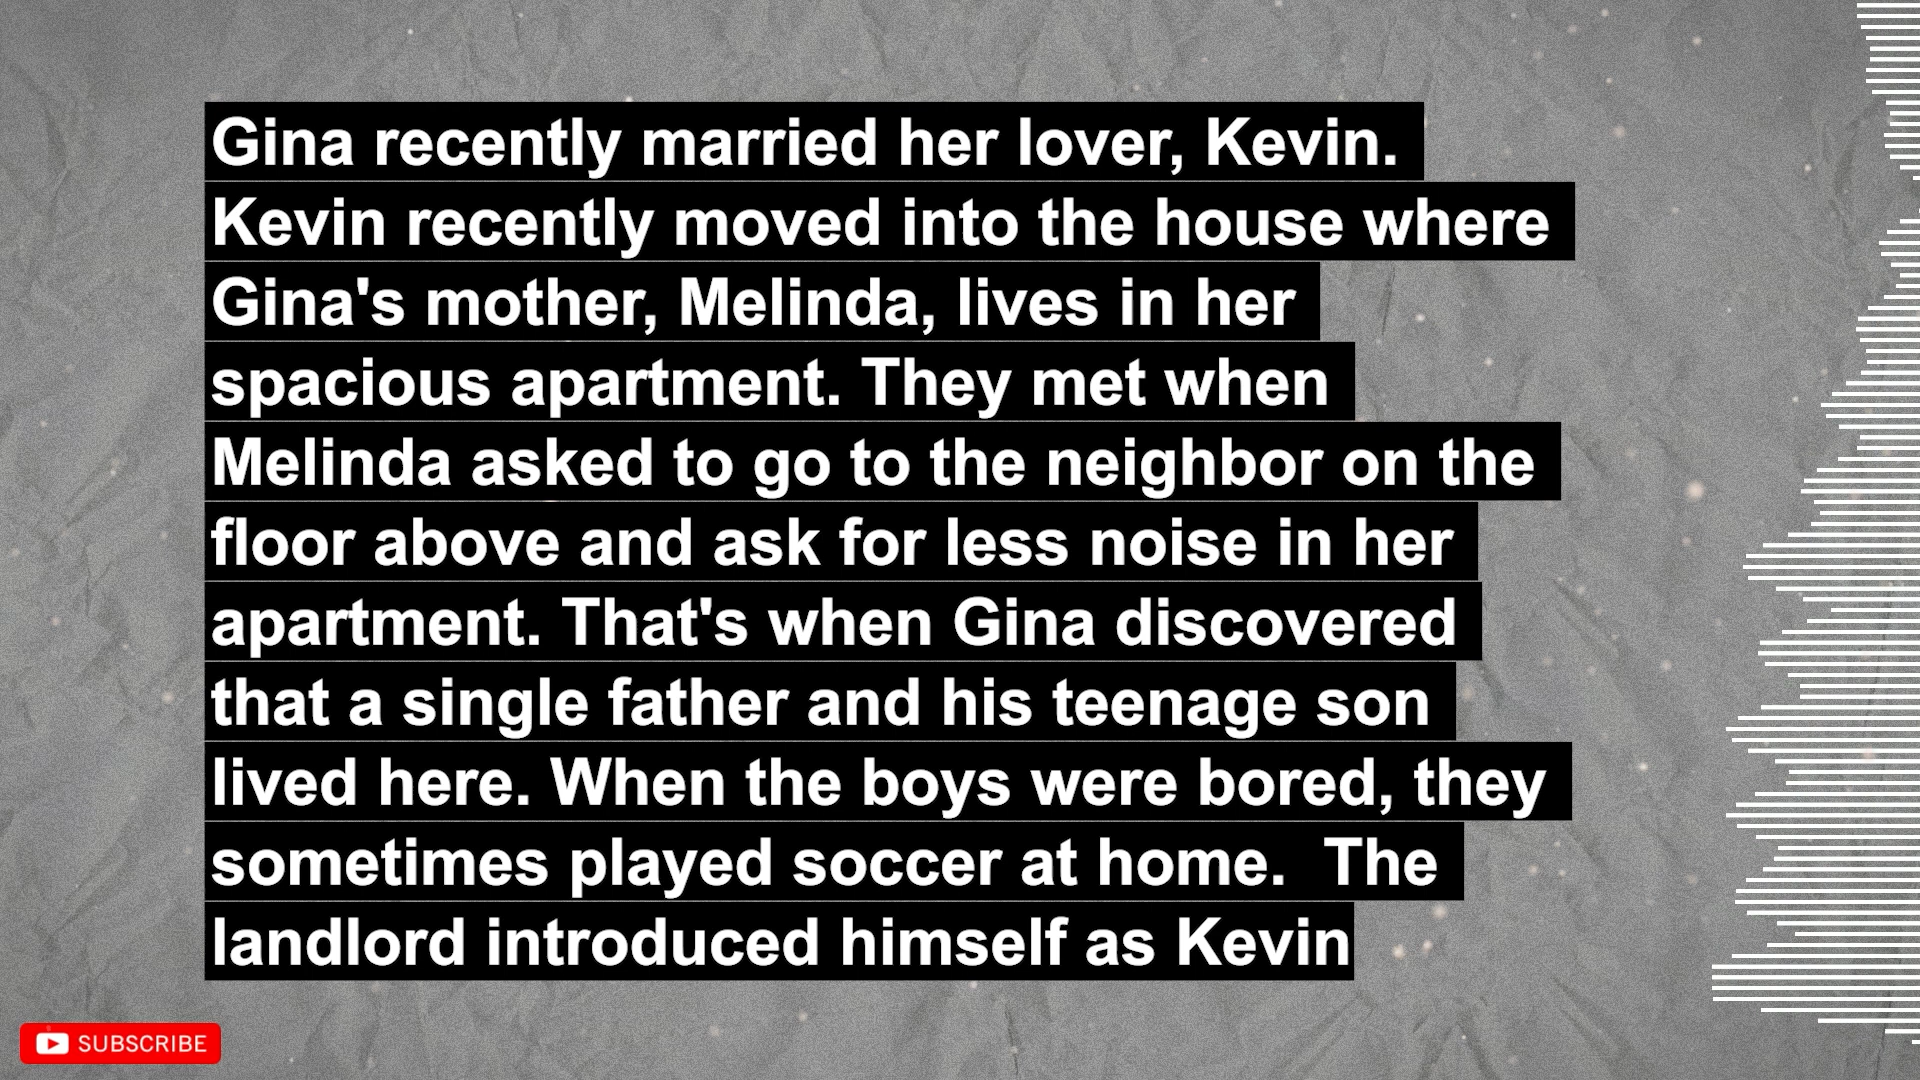 Gina recently married her lover, Kevin.
Kevin recently moved into the house where
Gina's mother, Melinda, lives in her
spacious apartment. They met when
Melinda asked to go to the neighbor on the
floor above and ask for less noise in her
apartment. That's when Gina discovered
that a single father and his teenage son
lived here. When the boys were bored, they
sometimes played soccer at home.  The
landlord introduced himself as Kevin
SUBSCRIBE